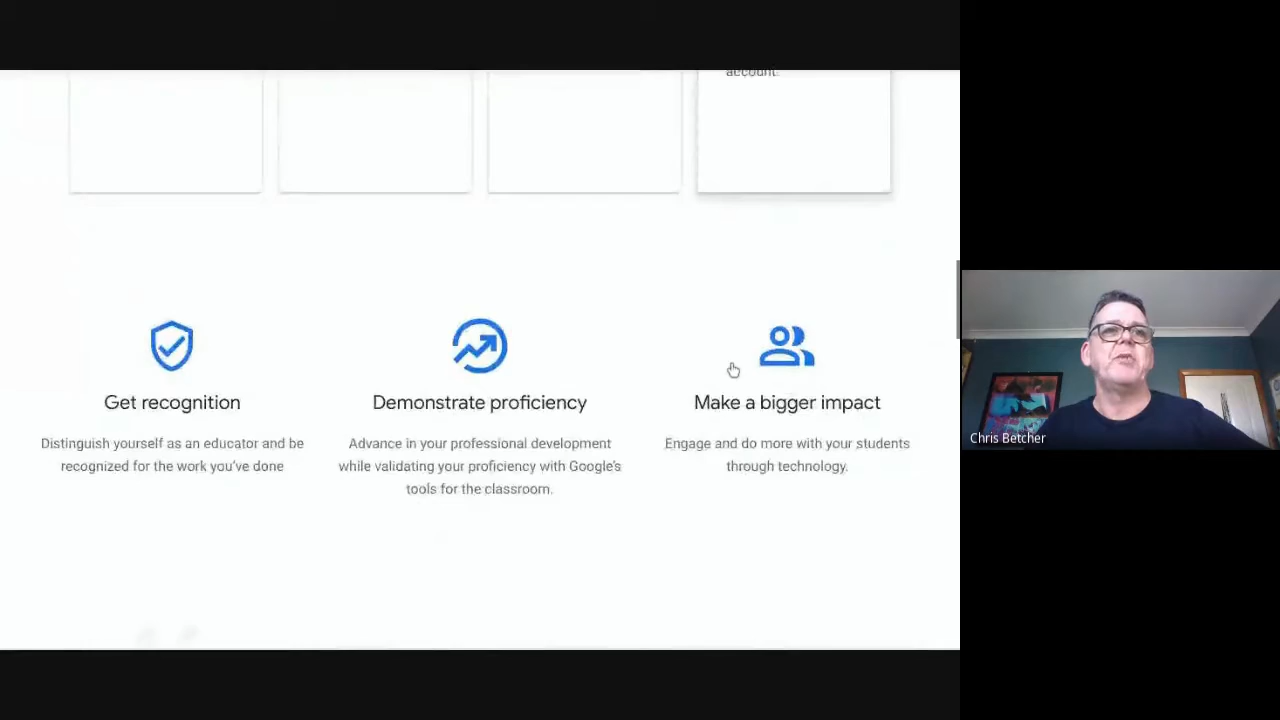 account.
Get recognition
Distinguish yourself as an educator and be
recognized for the work you've done
Demonstrate proficiency
Advance in your professional development
while validating your proficiency with Google's
tools for the classroom.
Make a bigger impact
Engage and do more with your students
through technology.
Chris Betcher